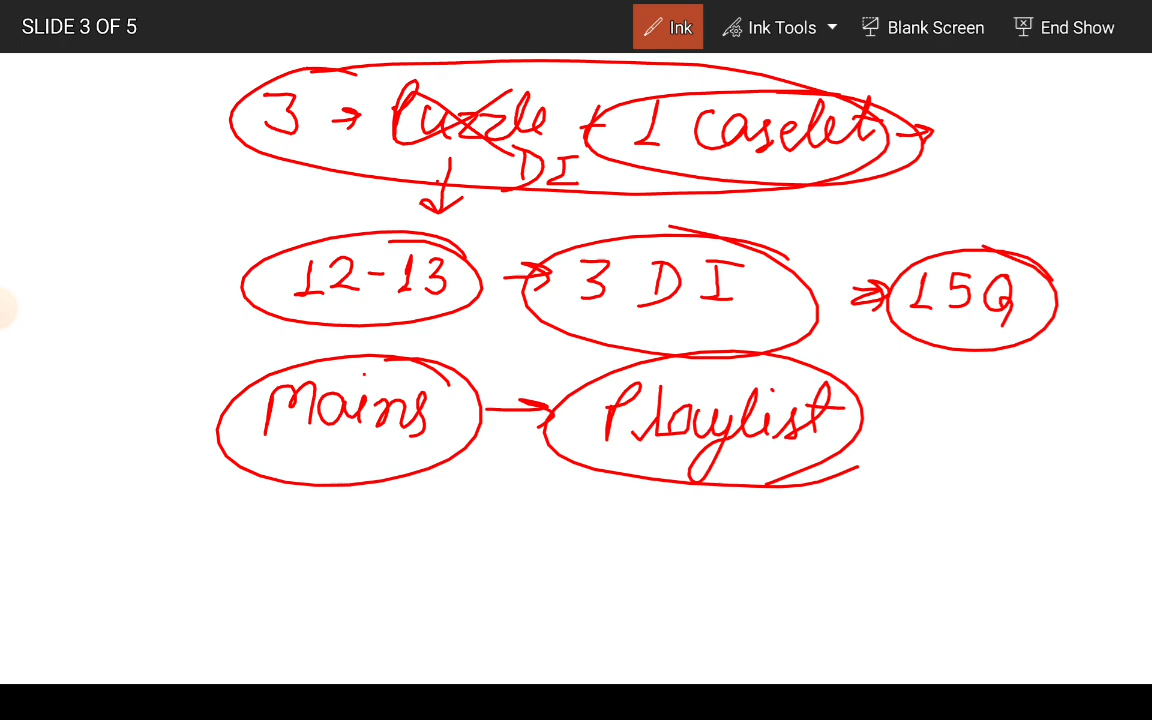 SLIDE 3 OF 5 Ink Ink Tools Blank Screen End Show
3 → Puzzle + 1 Caselet →
DI
12-13 → 3 DI ⇒ 15Q
Mains → Playlist